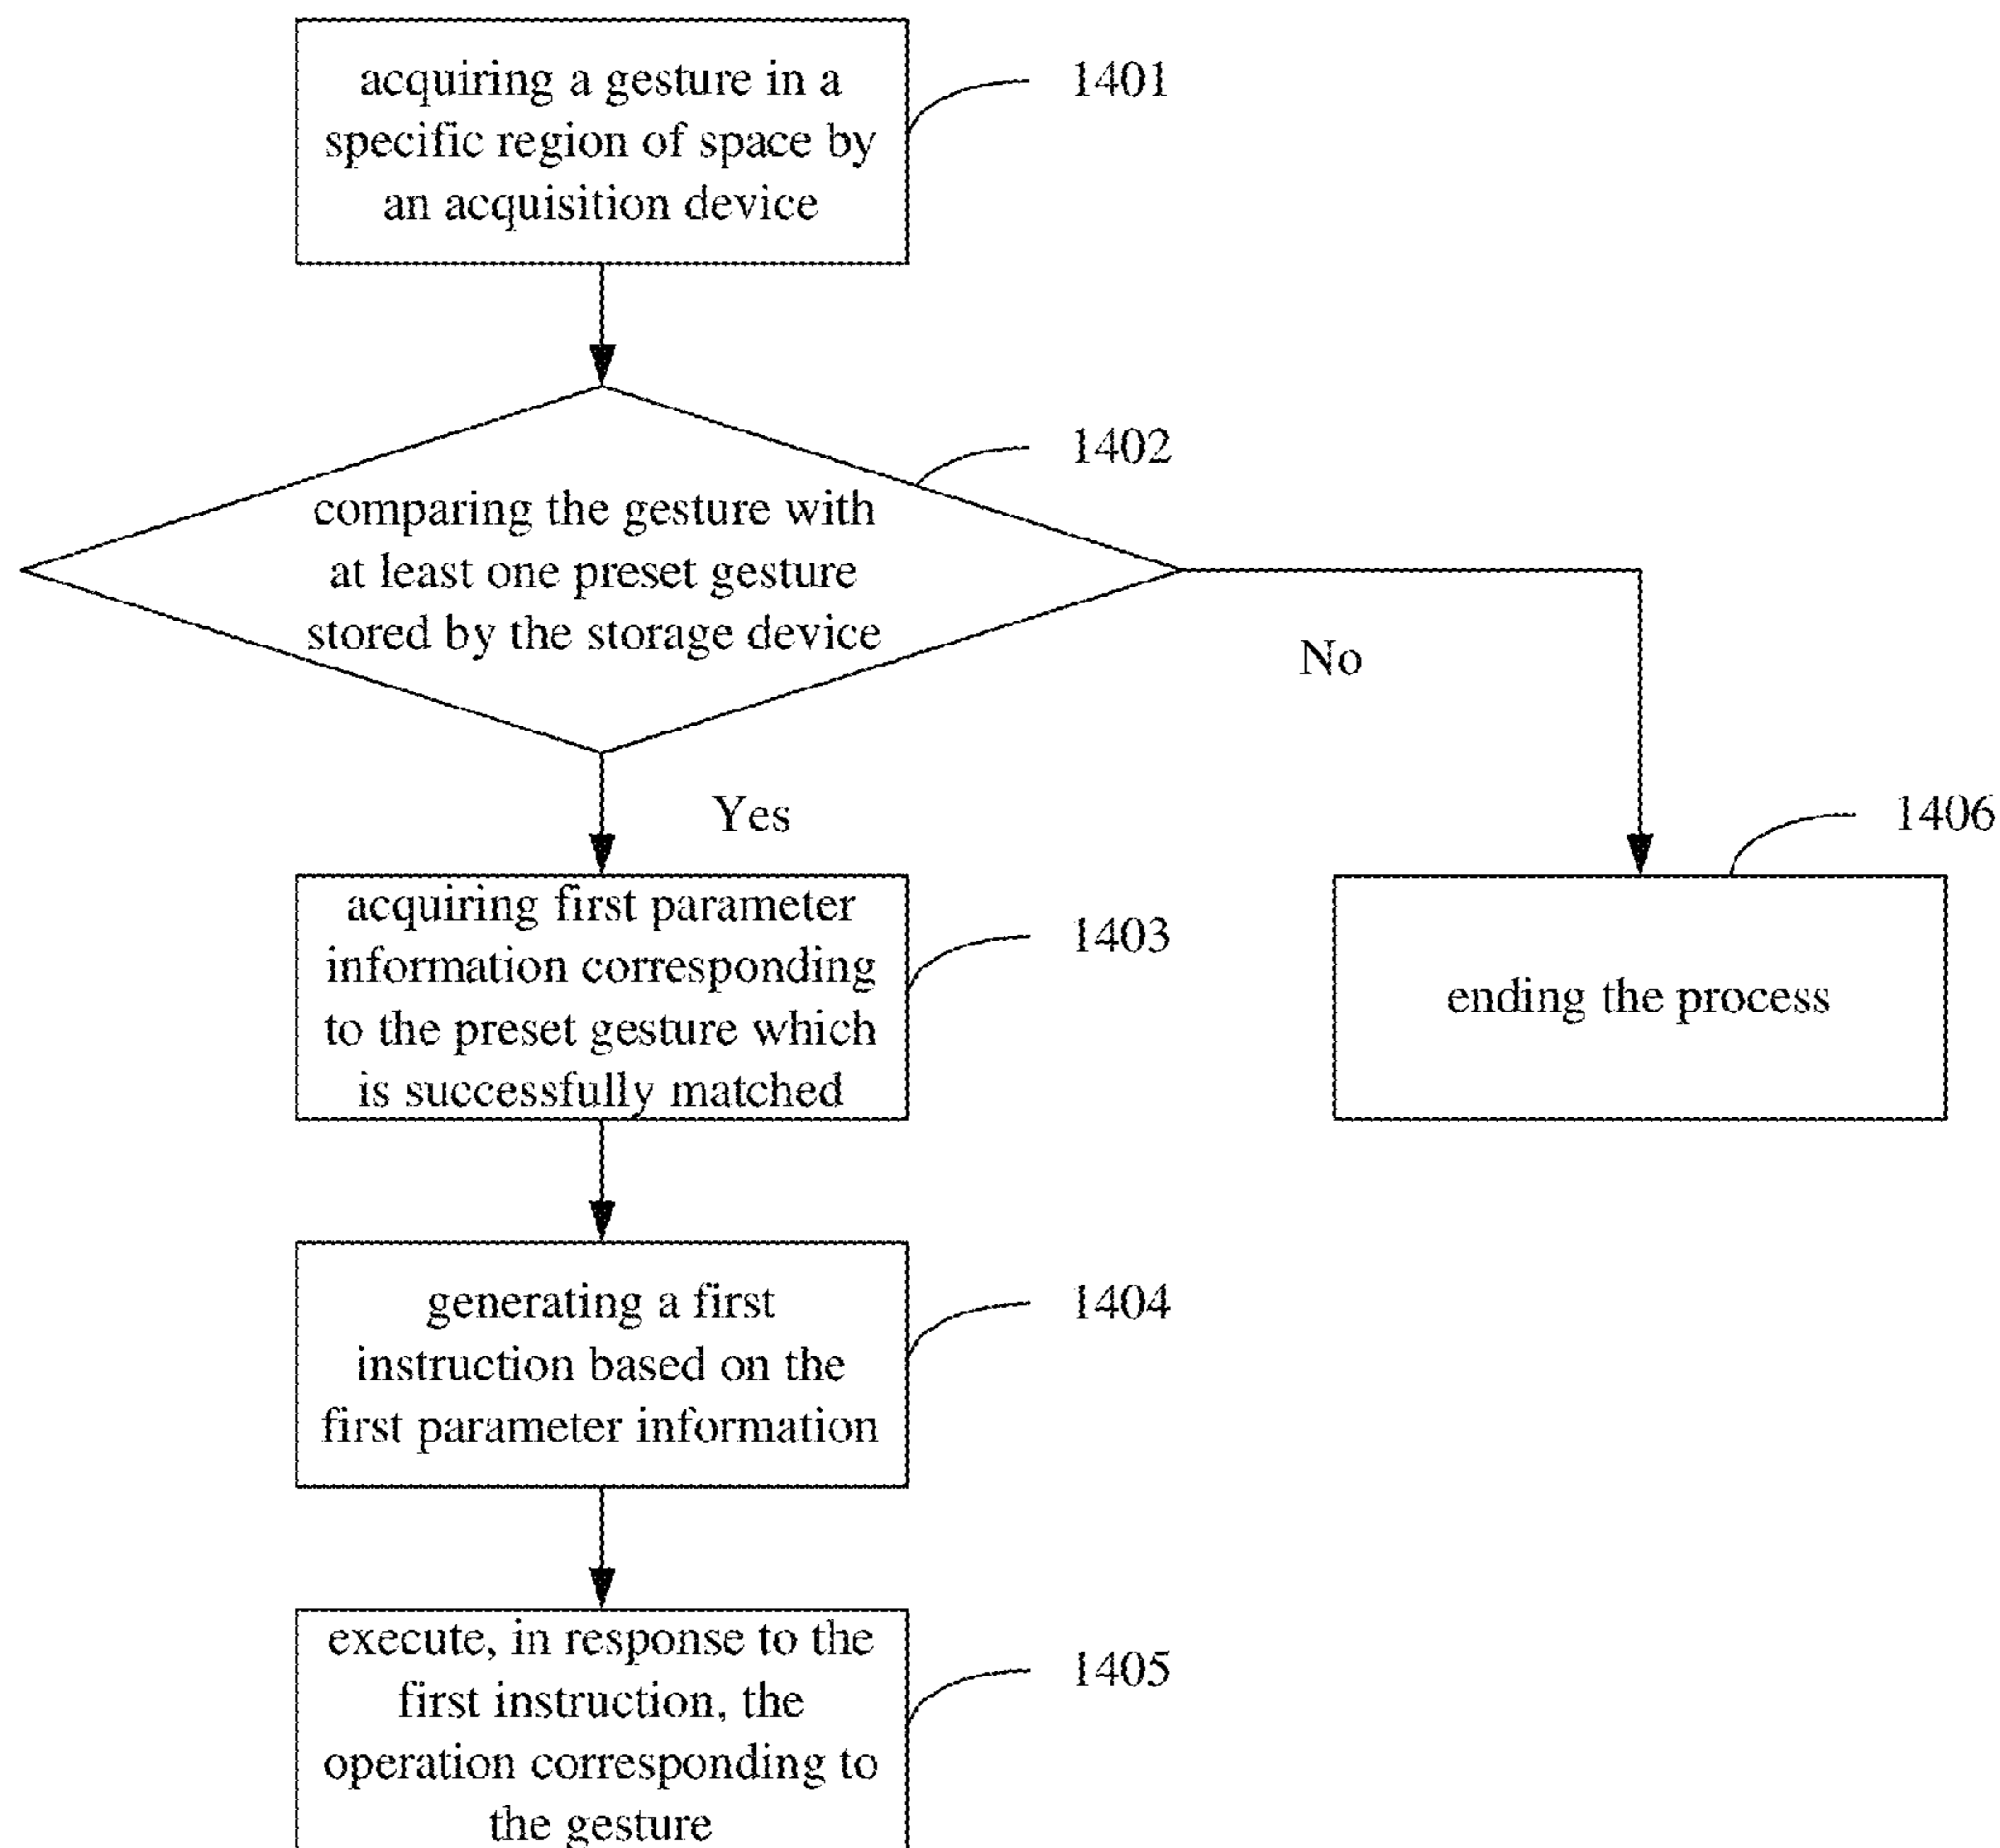 acquiring a gesture in a
specific region of space by
an acquisition device
1401
1402
comparing the gesture with
at least one preset gesture
stored by the storage device
No
Yes
1406
acquiring first parameter
information corresponding
to the preset gesture which
is successfully matched
1403
ending the process
generating a first
instruction based on the
first parameter information
1404
execute, in response to the
first instruction, the
operation corresponding to
the gesture
1405